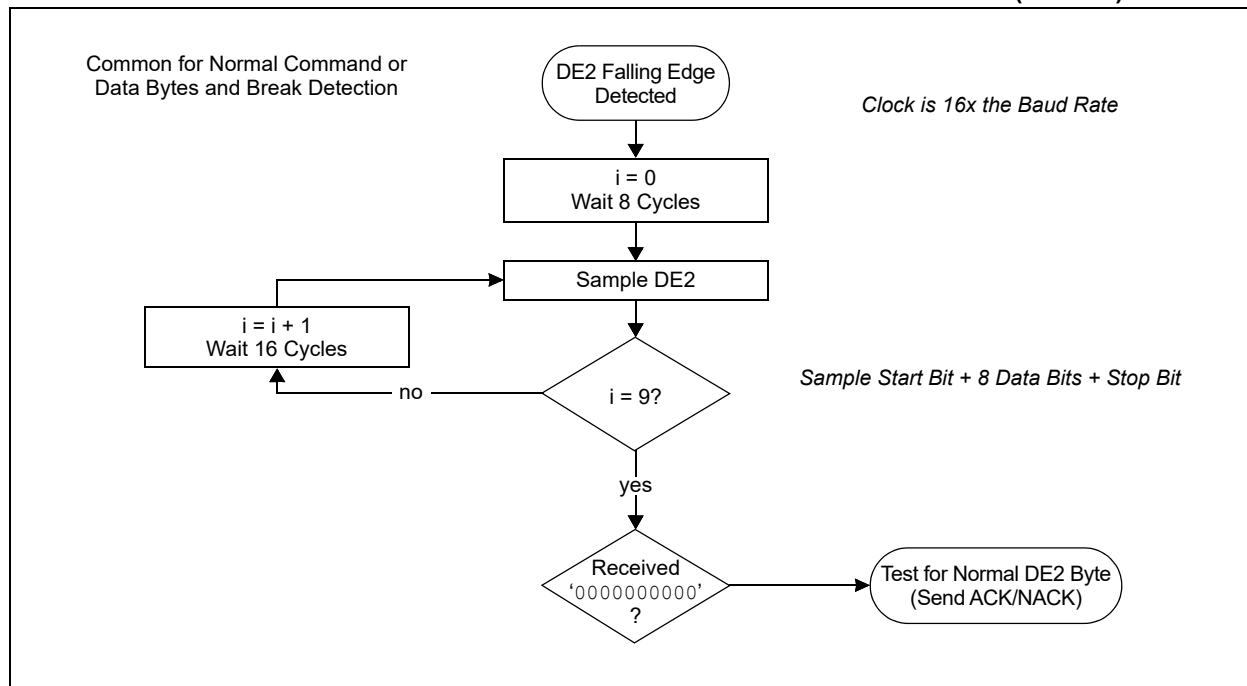 Common for Normal Command or
Data Bytes and Break Detection
DE2 Falling Edge
Detected
Clock is 16x the Baud Rate
i = 0
Wait 8 Cycles
Sample DE2
i = i + 1
Wait 16 Cycles
Sample Start Bit + 8 Data Bits + Stop Bit
no
i = 9?
yes
Received
‘0000000000’
?
Test for Normal DE2 Byte
(Send ACK/NACK)